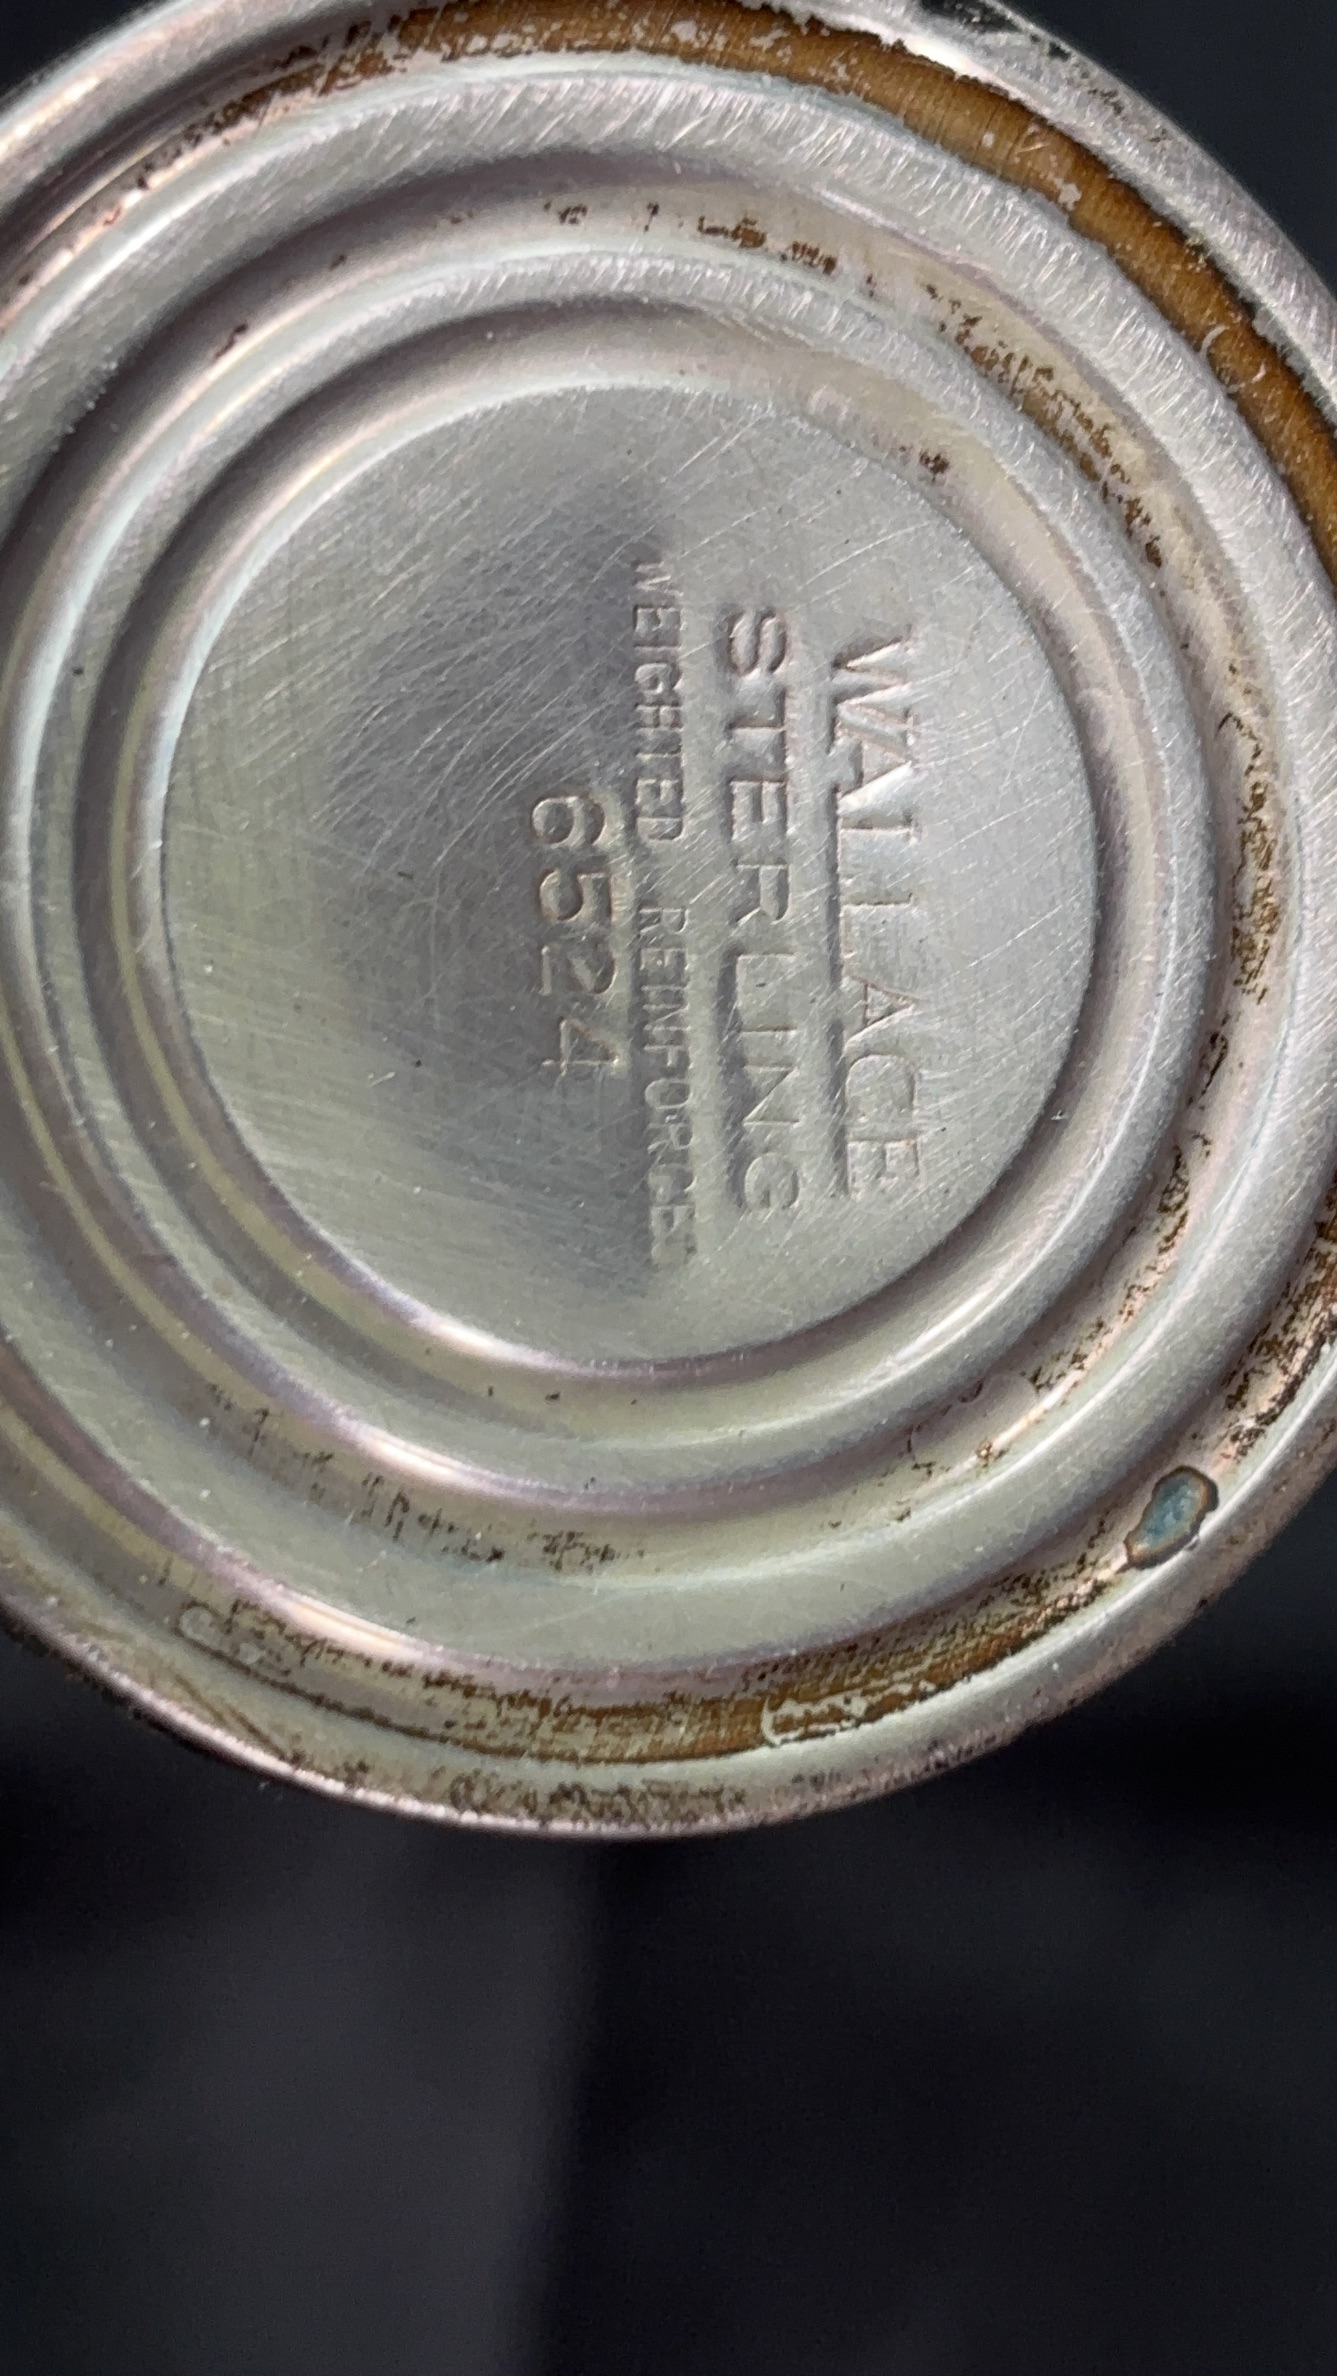 WALLACE
STERLING
WEIGHTED REINFORCED
6524